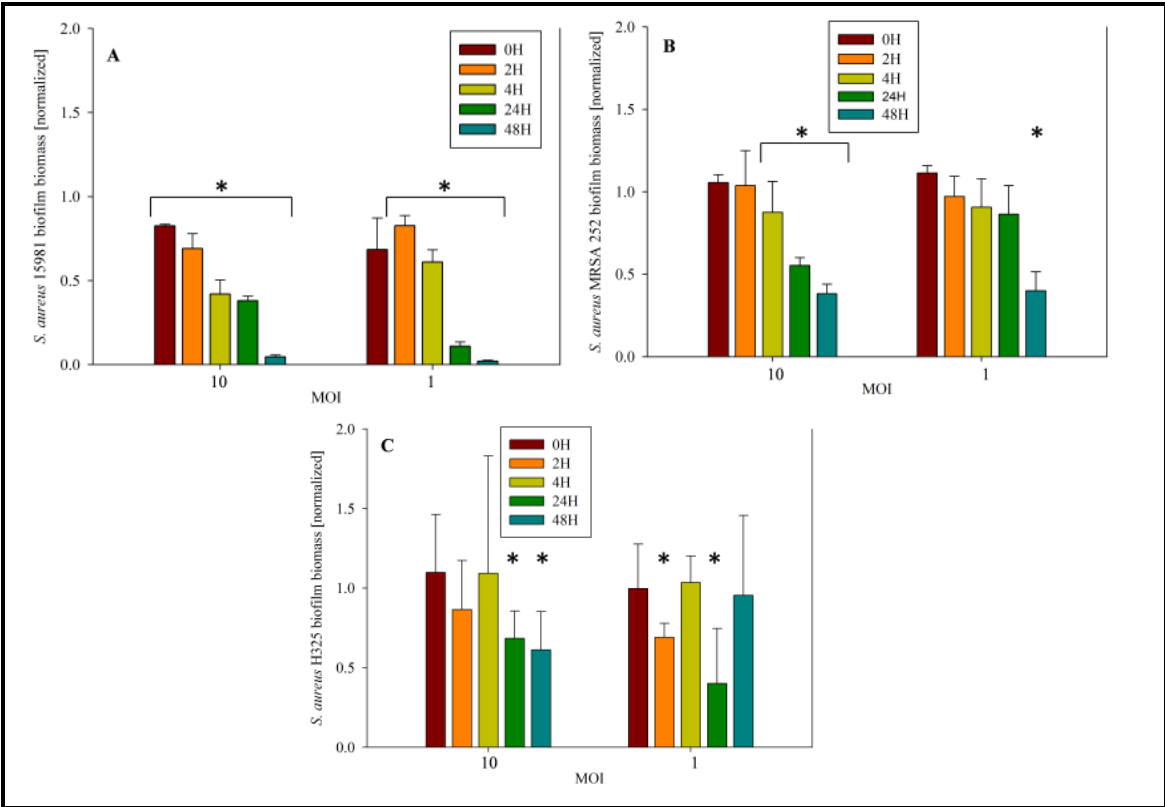 A
S. aureus 15981 biofilm biomass [normalized]
2.0
1.5
1.0
0.5
0.0
0H
2H
4H
24H
48H
*
*
10
1
MOI
B
S. aureus MRSA 252 biofilm biomass [normalized]
2.0
1.5
1.0
0.5
0.0
0H
2H
4H
24H
48H
*
*
10
1
MOI
C
S. aureus H325 biofilm biomass [normalized]
2.0
1.5
1.0
0.5
0.0
0H
2H
4H
24H
48H
* *
* *
10
1
MOI